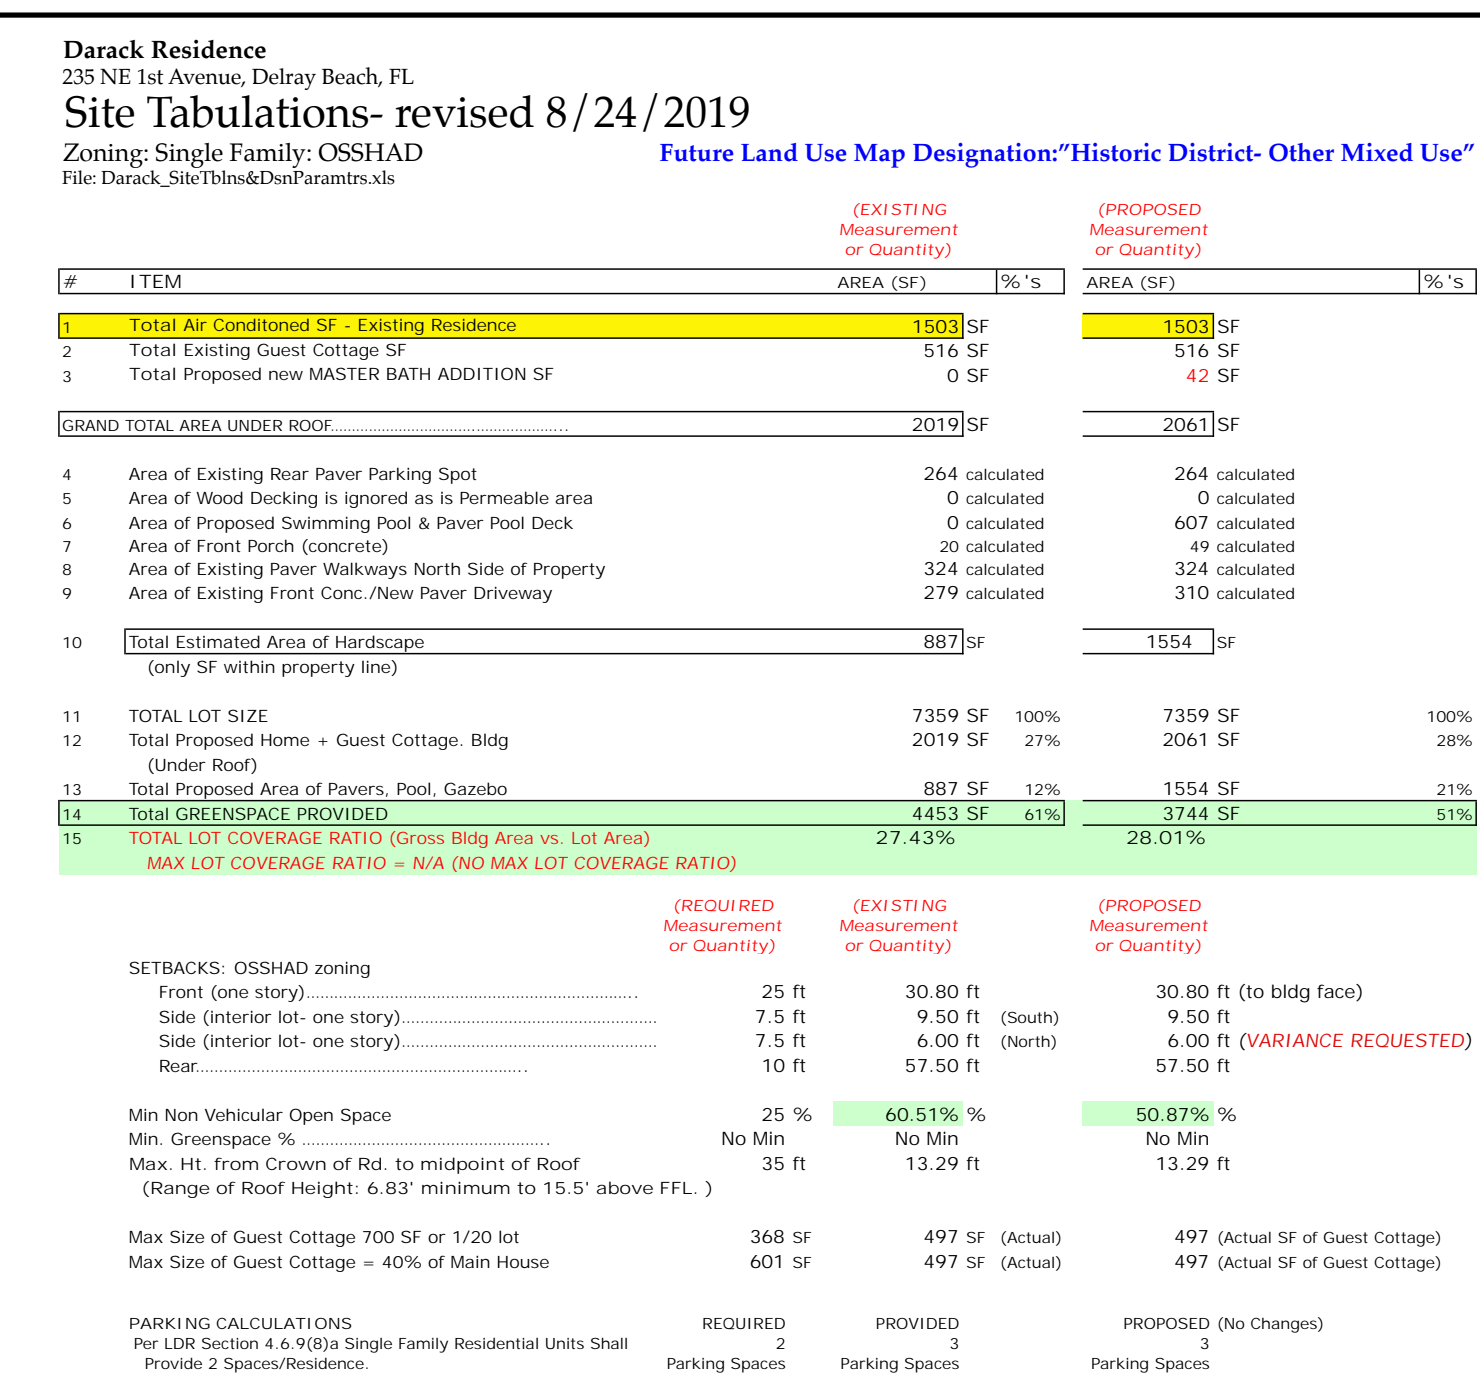 Darack Residence
235 NE 1st Avenue, Delray Beach, FL
Site Tabulations- revised 8/24/2019
Zoning: Single Family: OSSHAD Future Land Use Map Designation:"Historic District- Other Mixed Use"
File: Darack_SiteTblns&DsnParamtrs.xls
(EXISTING (PROPOSED
Measurement Measurement
or Quantity) or Quantity)
# ITEM AREA (SF) %'s AREA (SF) %'s
1 Total Air Conditoned SF - Existing Residence 1503 SF 1503 SF
2 Total Existing Guest Cottage SF 516 SF 516 SF
3 Total Proposed new MASTER BATH ADDITION SF 0 SF 42 SF
GRAND TOTAL AREA UNDER ROOF........................................................ 2019 SF 2061 SF
4 Area of Existing Rear Paver Parking Spot 264 calculated 264 calculated
5 Area of Wood Decking is ignored as is Permeable area 0 calculated 0 calculated
6 Area of Proposed Swimming Pool & Paver Pool Deck 0 calculated 607 calculated
7 Area of Front Porch (concrete) 20 calculated 49 calculated
8 Area of Existing Paver Walkways North Side of Property 324 calculated 324 calculated
9 Area of Existing Front Conc./New Paver Driveway 279 calculated 310 calculated
10 Total Estimated Area of Hardscape 887 SF 1554 SF
(only SF within property line)
11 TOTAL LOT SIZE 7359 SF 100% 7359 SF 100%
12 Total Proposed Home + Guest Cottage. Bldg 2019 SF 27% 2061 SF 28%
(Under Roof)
13 Total Proposed Area of Pavers, Pool, Gazebo 887 SF 12% 1554 SF 21%
14 Total GREENSPACE PROVIDED 4453 SF 61% 3744 SF 51%
15 TOTAL LOT COVERAGE RATIO (Gross Bldg Area vs. Lot Area) 27.43% 28.01%
MAX LOT COVERAGE RATIO = N/A (NO MAX LOT COVERAGE RATIO)
(REQUIRED (EXISTING (PROPOSED
Measurement Measurement Measurement
or Quantity) or Quantity) or Quantity)
SETBACKS: OSSHAD zoning
Front (one story)...................................................................... 25 ft 30.80 ft 30.80 ft (to bldg face)
Side (interior lot- one story)...................................................... 7.5 ft 9.50 ft (South) 9.50 ft
Side (interior lot- one story)...................................................... 7.5 ft 6.00 ft (North) 6.00 ft (VARIANCE REQUESTED)
Rear...................................................................... 10 ft 57.50 ft 57.50 ft
Min Non Vehicular Open Space 25 % 60.51% % 50.87% %
Min. Greenspace % ..................................................... No Min No Min No Min
Max. Ht. from Crown of Rd. to midpoint of Roof 35 ft 13.29 ft 13.29 ft
(Range of Roof Height: 6.83' minimum to 15.5' above FFL. )
Max Size of Guest Cottage 700 SF or 1/20 lot 368 SF 497 SF (Actual) 497 (Actual SF of Guest Cottage)
Max Size of Guest Cottage = 40% of Main House 601 SF 497 SF (Actual) 497 (Actual SF of Guest Cottage)
PARKING CALCULATIONS REQUIRED PROVIDED PROPOSED (No Changes)
Per LDR Section 4.6.9(8)a Single Family Residential Units Shall 2 3 3
Provide 2 Spaces/Residence. Parking Spaces Parking Spaces Parking Spaces